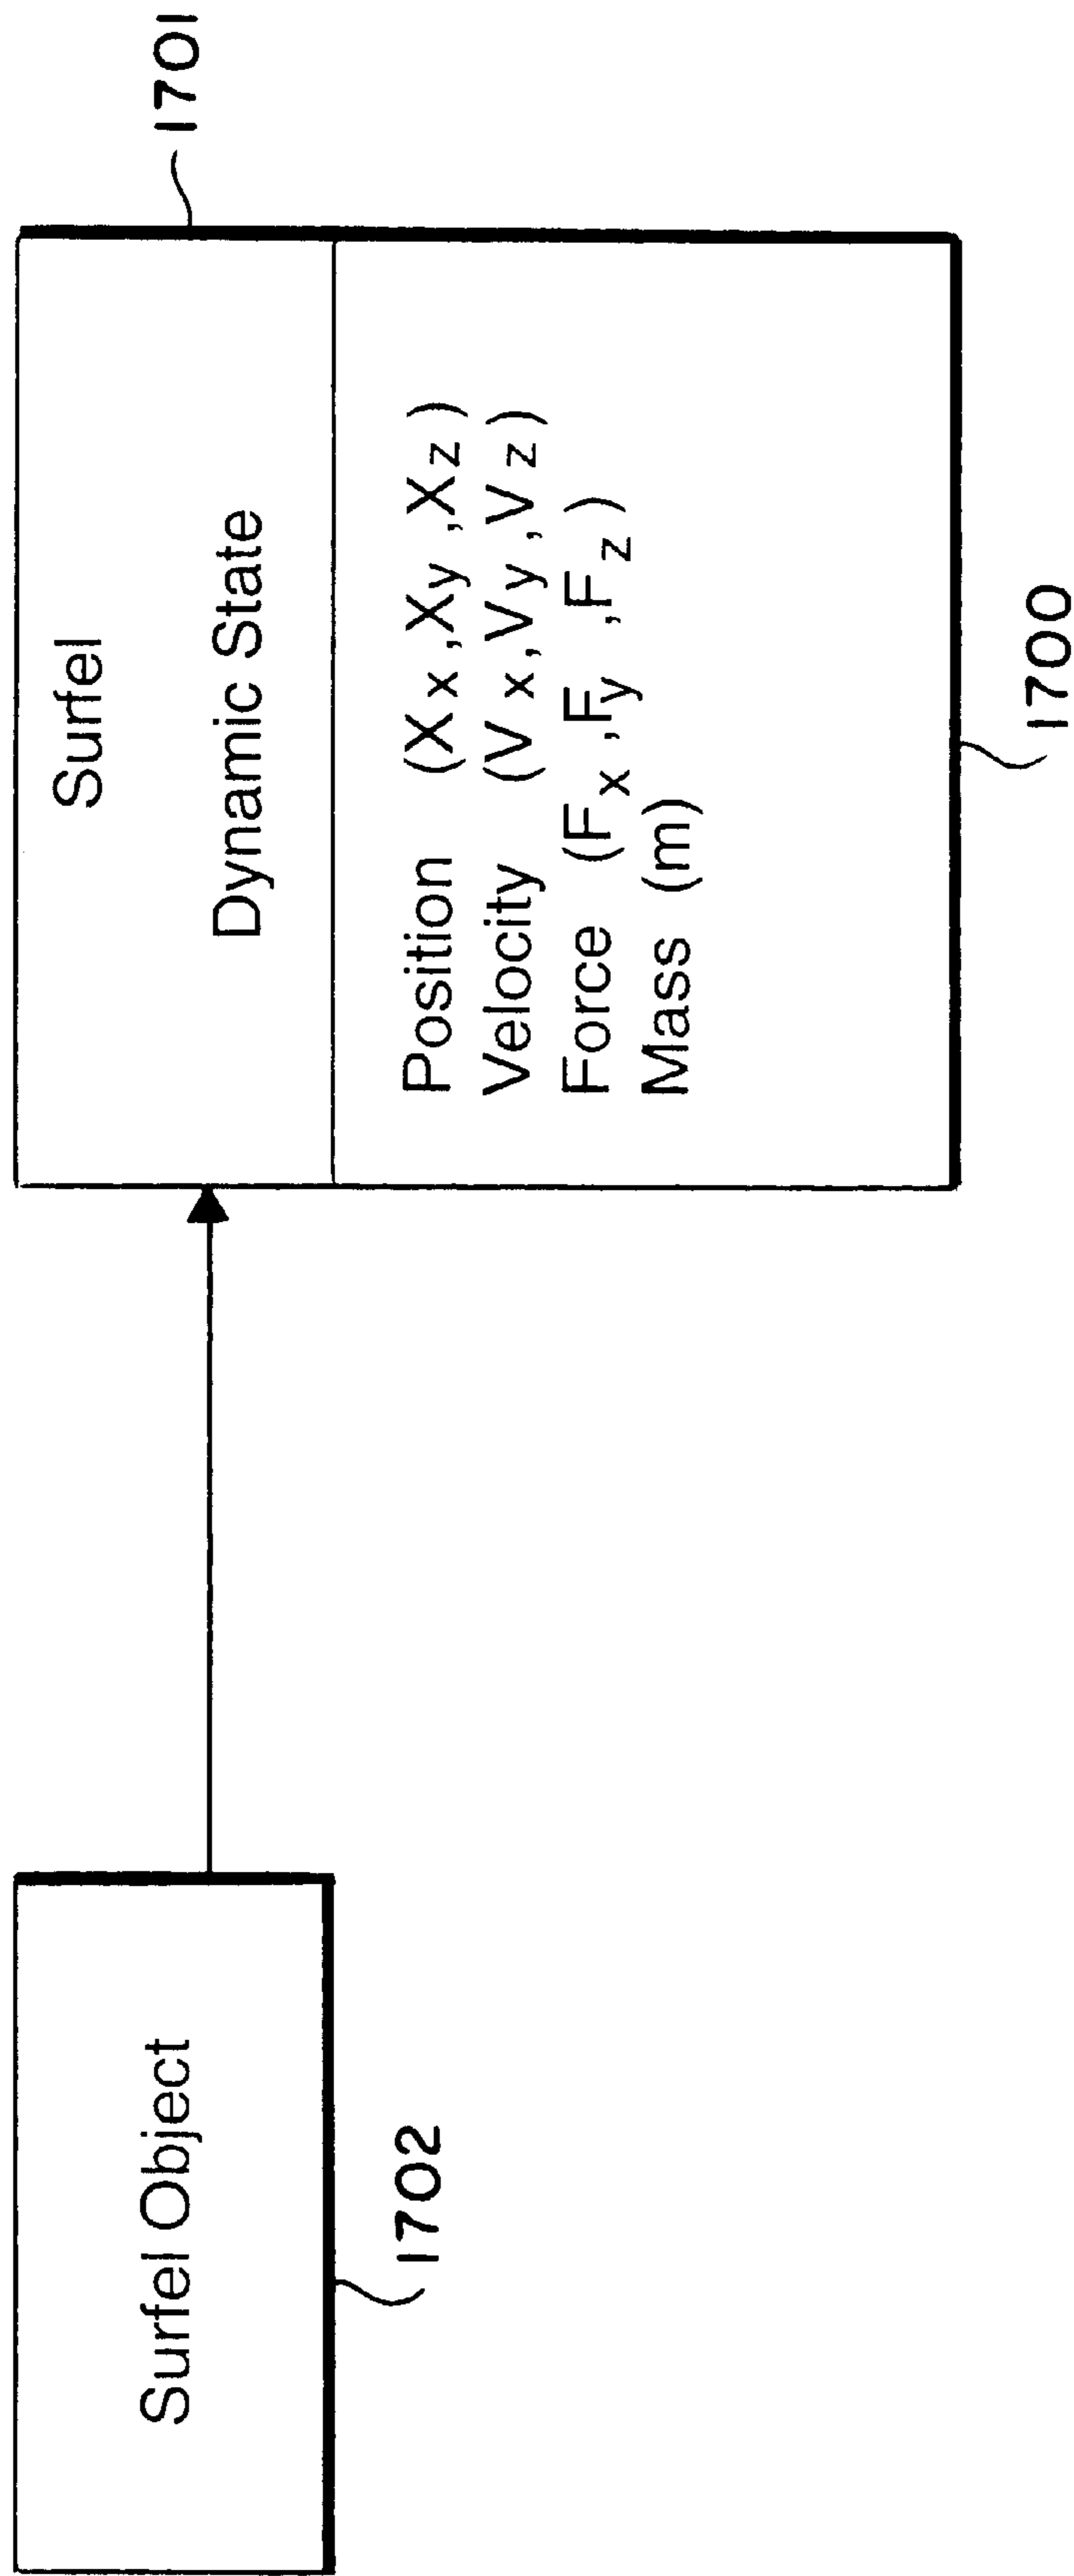 Surfel Object
1702
Surfel
Dynamic State
1701
Position (Xx ,Xy ,Xz )
Velocity (Vx,Vy,Vz)
Force (Fx ,Fy ,Fz )
Mass (m)
1700